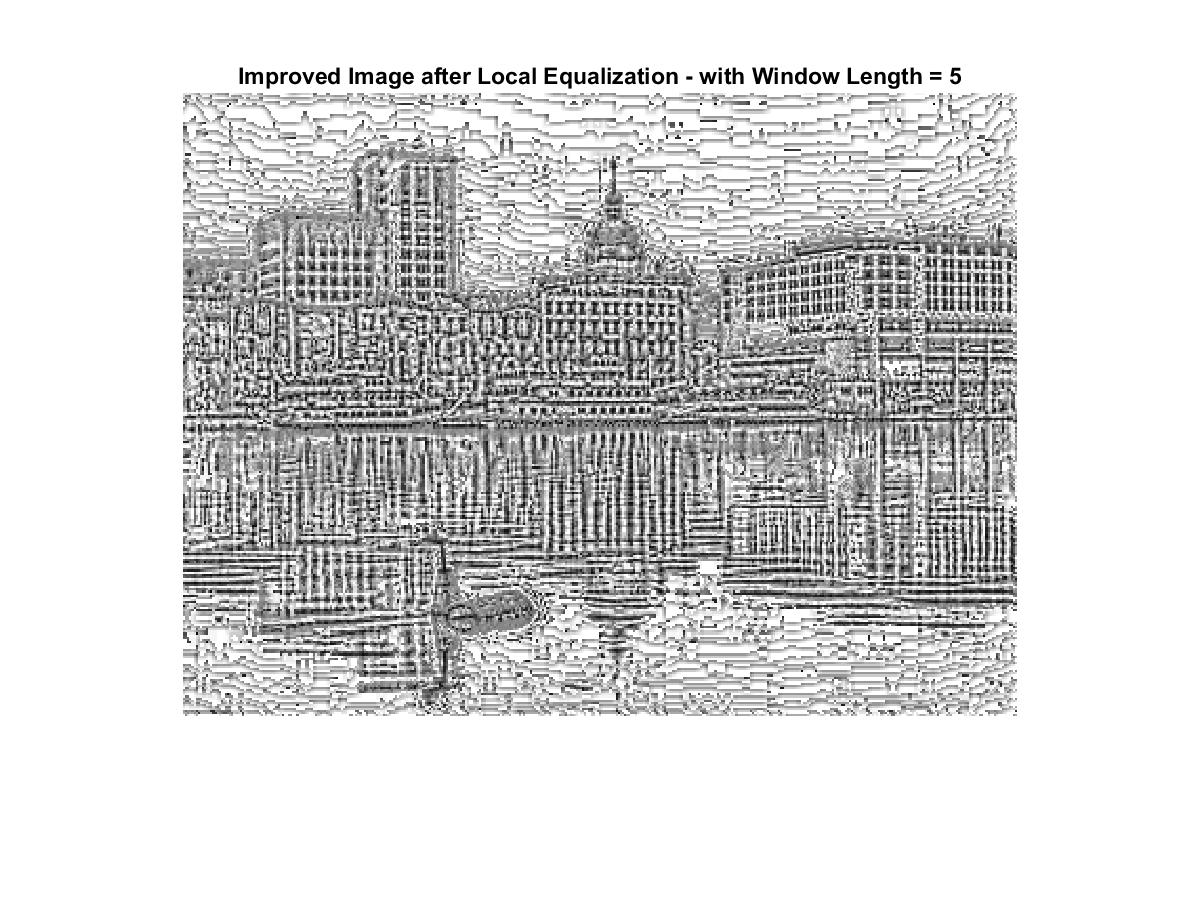 Improved Image after Local Equalization - with Window Length = 5